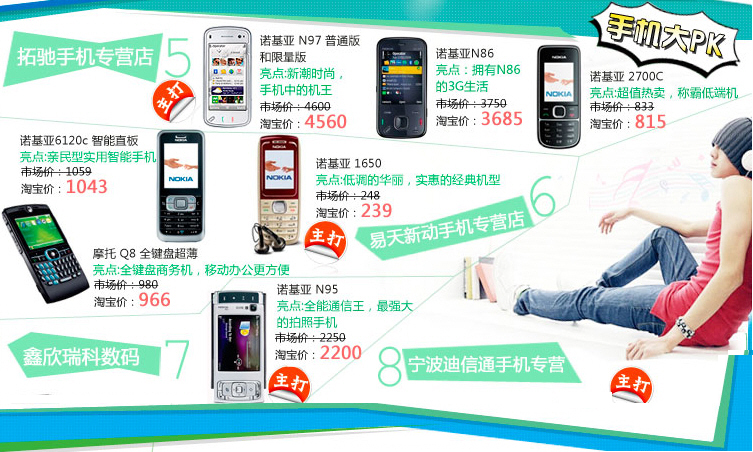 手机大PK
拓驰手机专营店
5
主打
诺基亚 N97 普通版
和限量版
亮点:新潮时尚，
手机中的机王
市场价：4600
淘宝价：4560
诺基亚N86
亮点：拥有N86
的3G生活
市场价：3750
淘宝价：3685
NOKIA
诺基亚 2700C
亮点:超值热卖，称霸低端机
市场价：833
淘宝价：815
诺基亚6120c 智能直板
亮点:亲民型实用智能手机
市场价：1059
淘宝价：1043
NOKIA
NOKIA
诺基亚 1650
亮点:低调的华丽，实惠的经典机型
市场价：248
淘宝价：239
主打
易天新动手机专营店
6
摩托 Q8 全键盘超薄
亮点:全键盘商务机，移动办公更方便
市场价：980
淘宝价：966
诺基亚 N95
亮点:全能通信王，最强大
的拍照手机
市场价：2250
淘宝价：2200
主打
鑫欣瑞科数码
7
8
宁波迪信通手机专营
主打